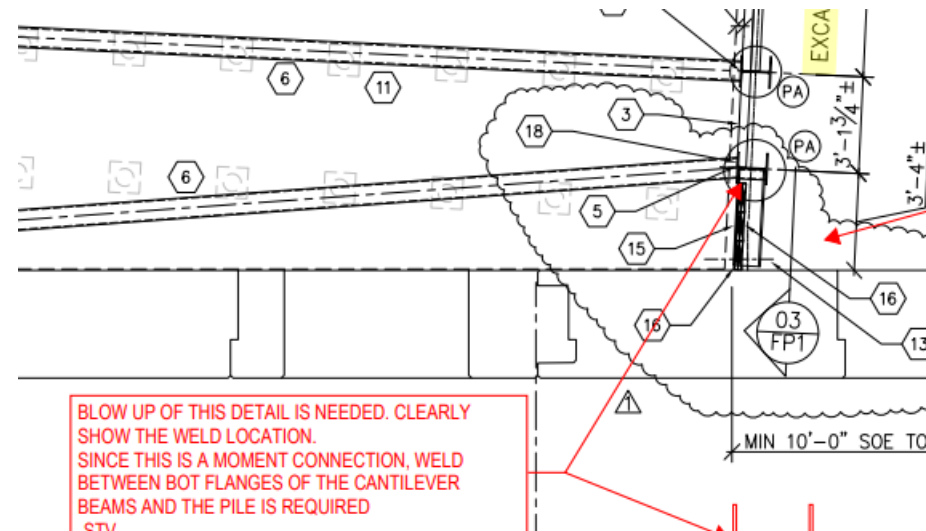 EXCA
6
11
PA
3'-1 3/4"±
3
18
PA
3'-4"±
6
5
15
16
16
03
FP1
13
1
BLOW UP OF THIS DETAIL IS NEEDED. CLEARLY
SHOW THE WELD LOCATION.
SINCE THIS IS A MOMENT CONNECTION, WELD
BETWEEN BOT FLANGES OF THE CANTILEVER
BEAMS AND THE PILE IS REQUIRED
STV
MIN 10'-0" SOE TO